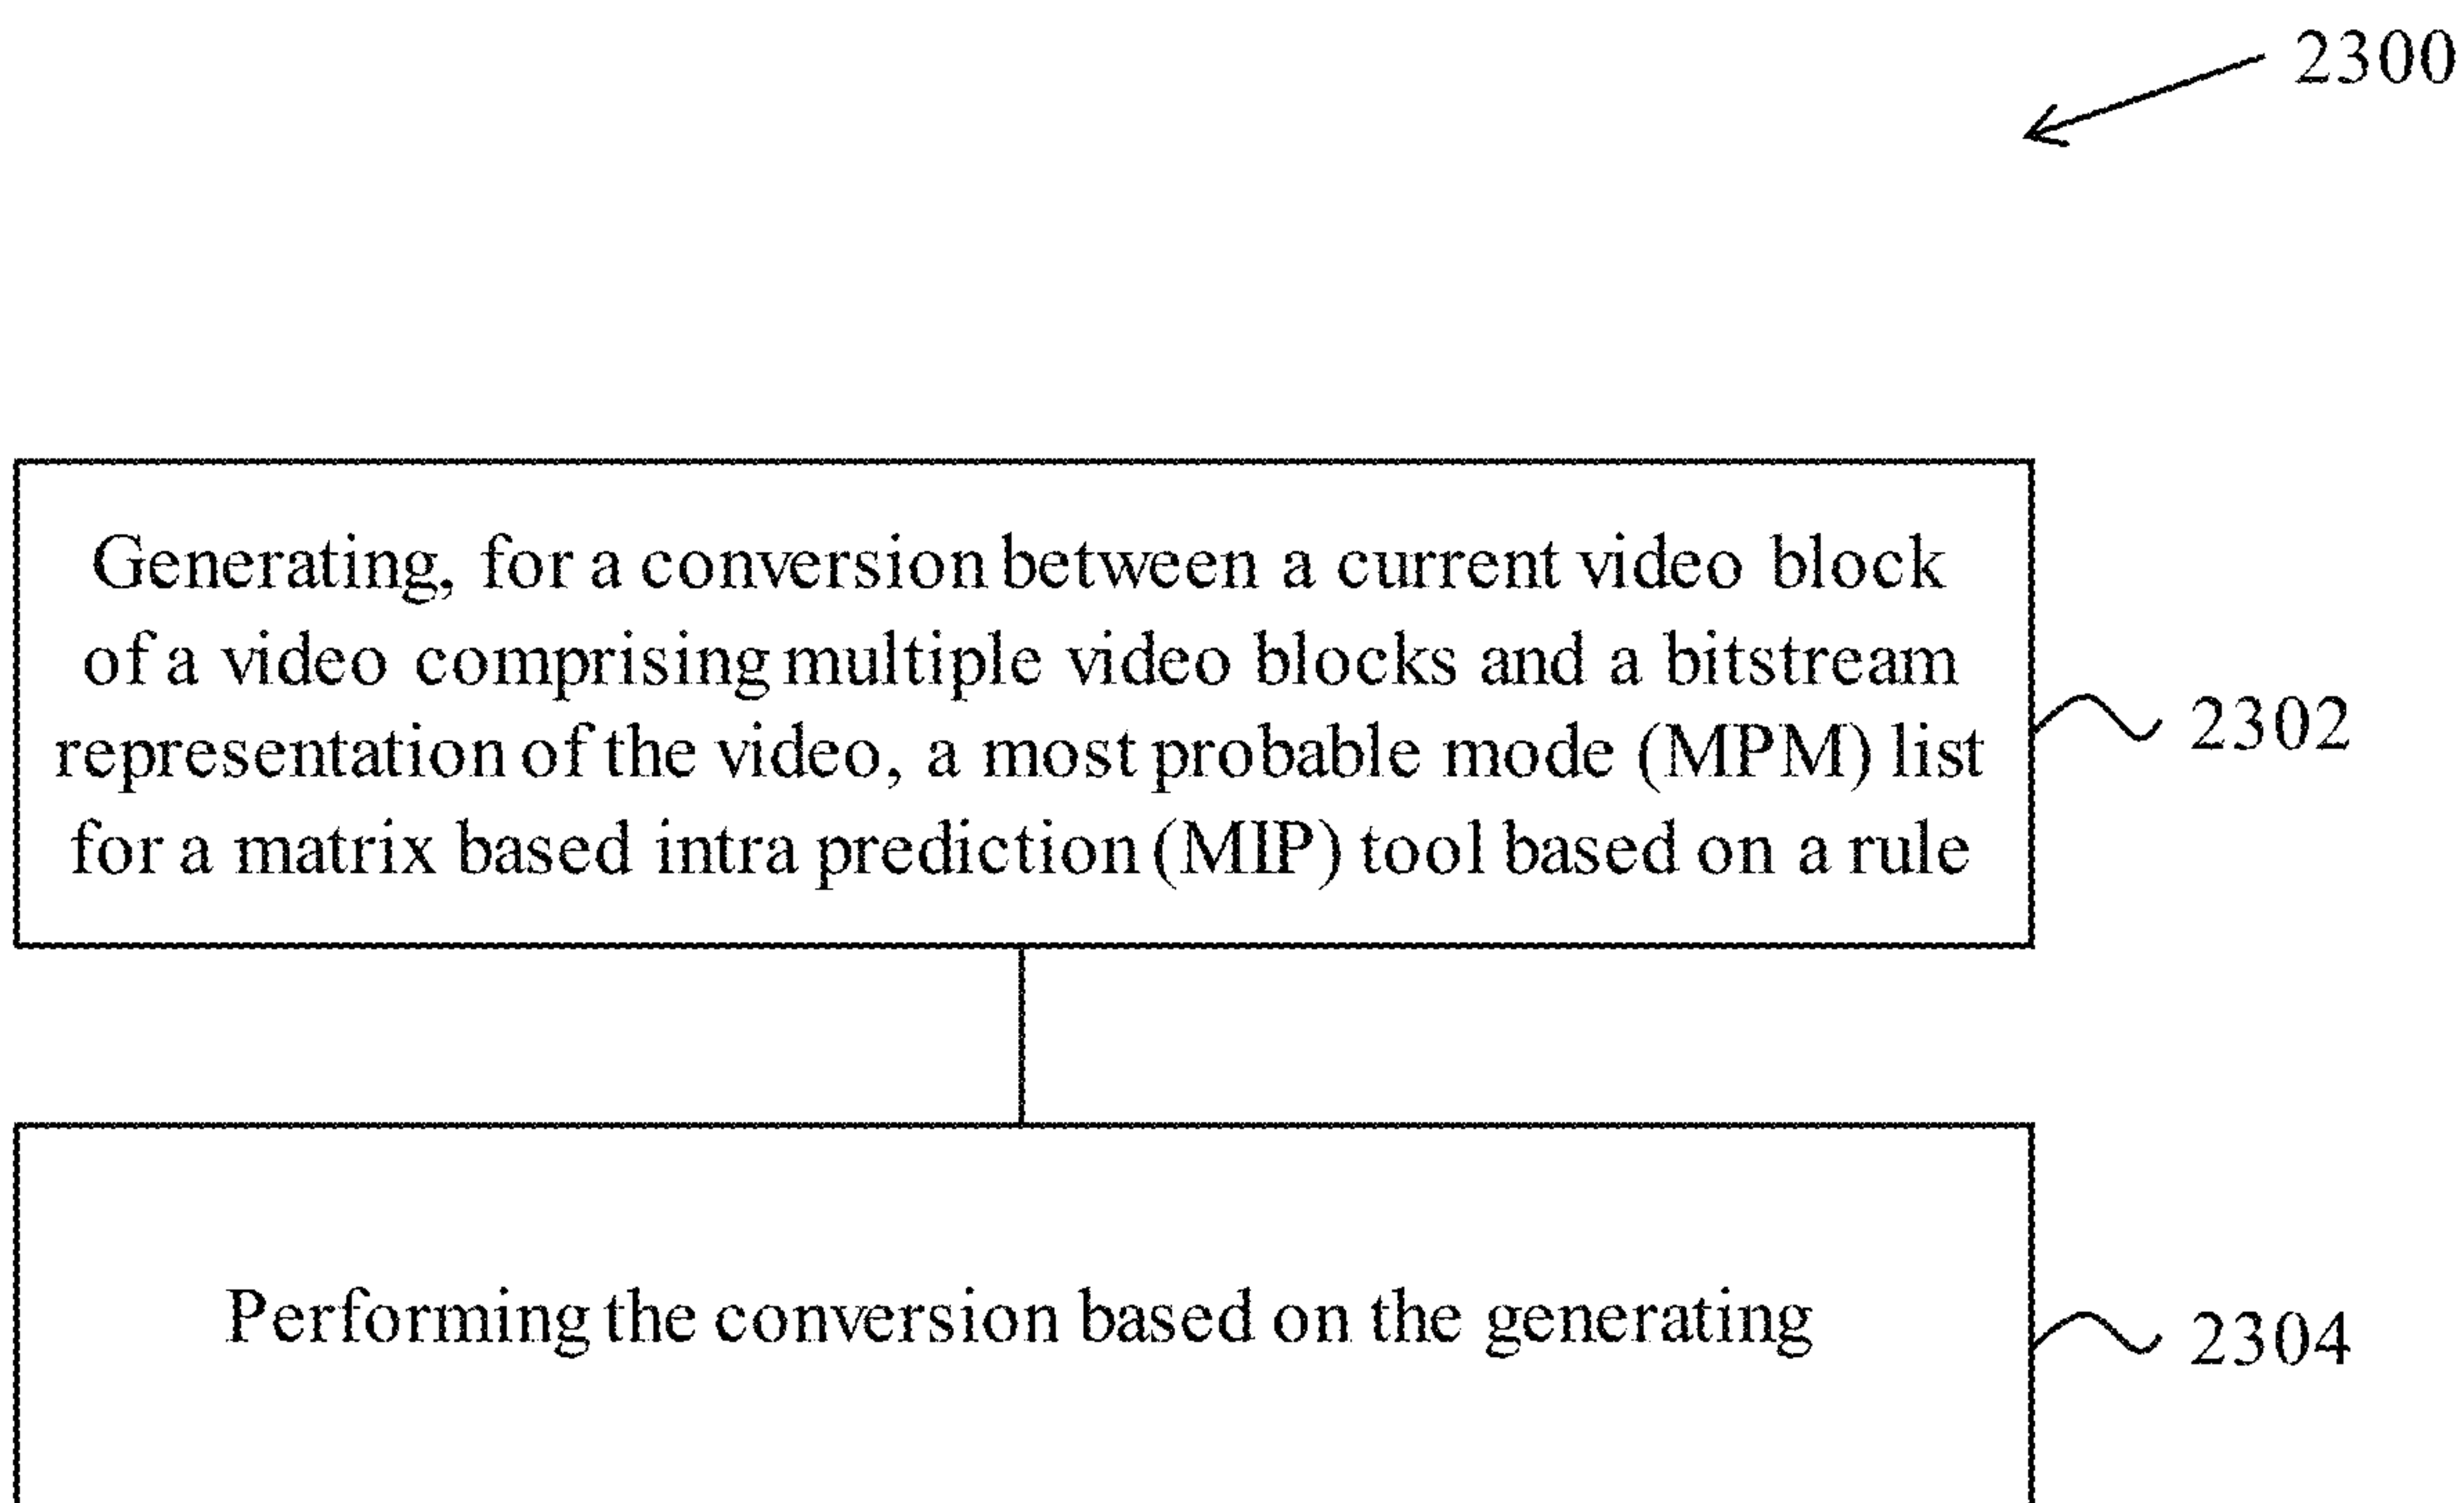 2300
Generating, for a conversion between a current video block
of a video comprising multiple video blocks and a bitstream
representation of the video, a most probable mode (MPM) list
for a matrix based intra prediction (MIP) tool based on a rule
2302
Performing the conversion based on the generating
2304